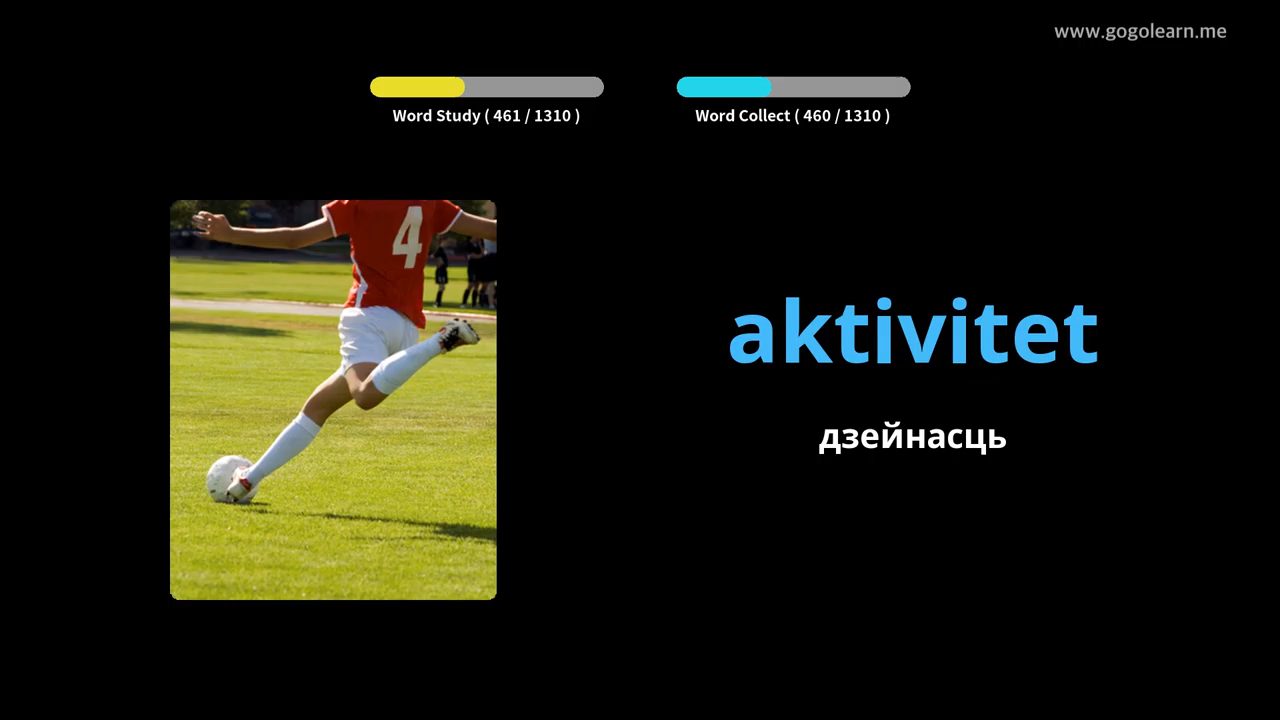 www.gogolearn.me
Word Study ( 461 / 1310 )
Word Collect ( 460 / 1310 )
4
aktivitet
дзейнасць